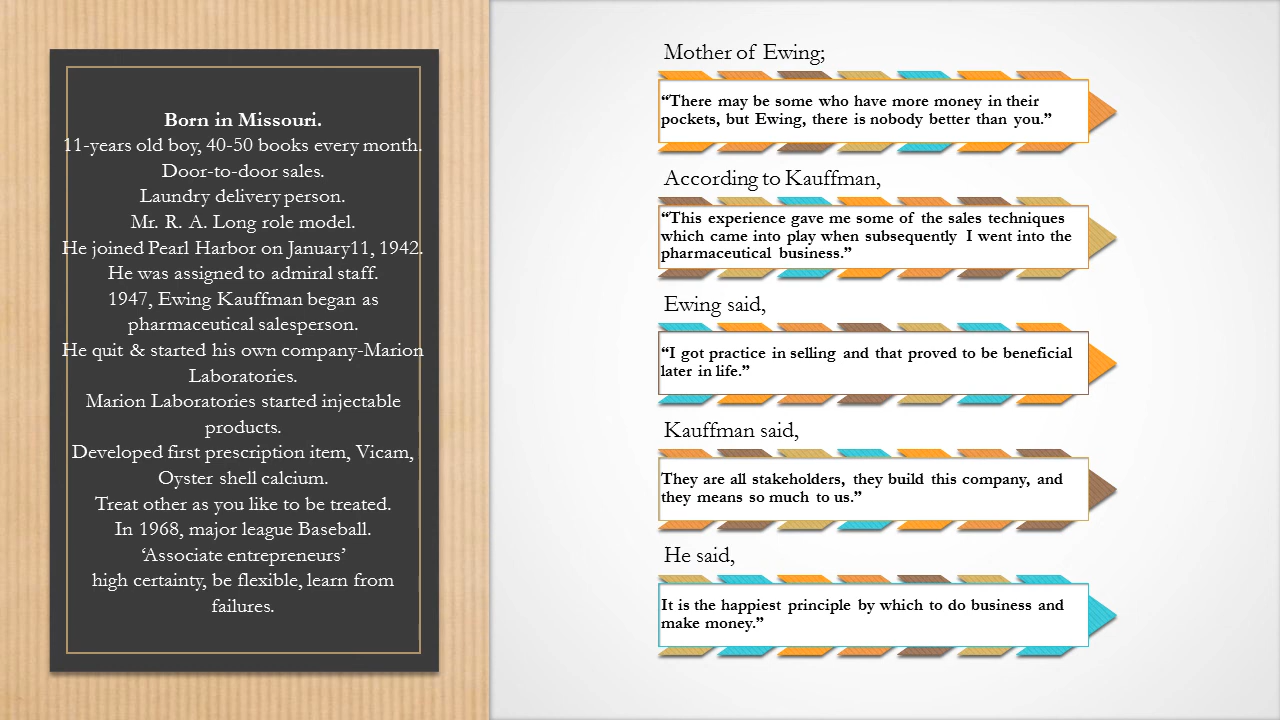 Born in Missouri.
11-years old boy, 40-50 books every month.
Door-to-door sales.
Laundry delivery person.
Mr. R. A. Long role model.
He joined Pearl Harbor on January11, 1942.
He was assigned to admiral staff.
1947, Ewing Kauffman began as
pharmaceutical salesperson.
He quit & started his own company-Marion
Laboratories.
Marion Laboratories started injectable
products.
Developed first prescription item, Vicam,
Oyster shell calcium.
Treat other as you like to be treated.
In 1968, major league Baseball.
‘Associate entrepreneurs’
high certainty, be flexible, learn from
failures.
Mother of Ewing;
“There may be some who have more money in their
pockets, but Ewing, there is nobody better than you.”
According to Kauffman,
“This experience gave me some of the sales techniques
which came into play when subsequently I went into the
pharmaceutical business.”
Ewing said,
“I got practice in selling and that proved to be beneficial
later in life.”
Kauffman said,
They are all stakeholders, they build this company, and
they means so much to us.”
He said,
It is the happiest principle by which to do business and
make money.”